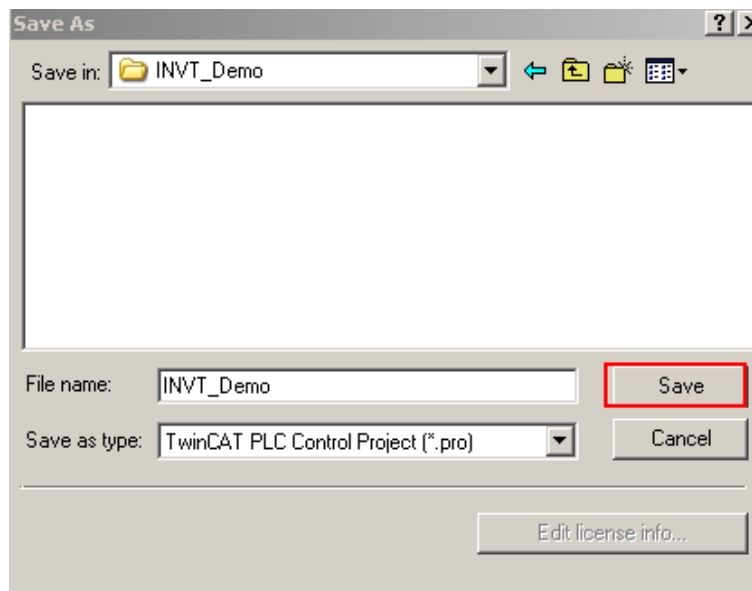 Save As
Save in: INVT_Demo
File name: INVT_Demo Save
Save as type: TwinCAT PLC Control Project (*.pro) Cancel
Edit license info...